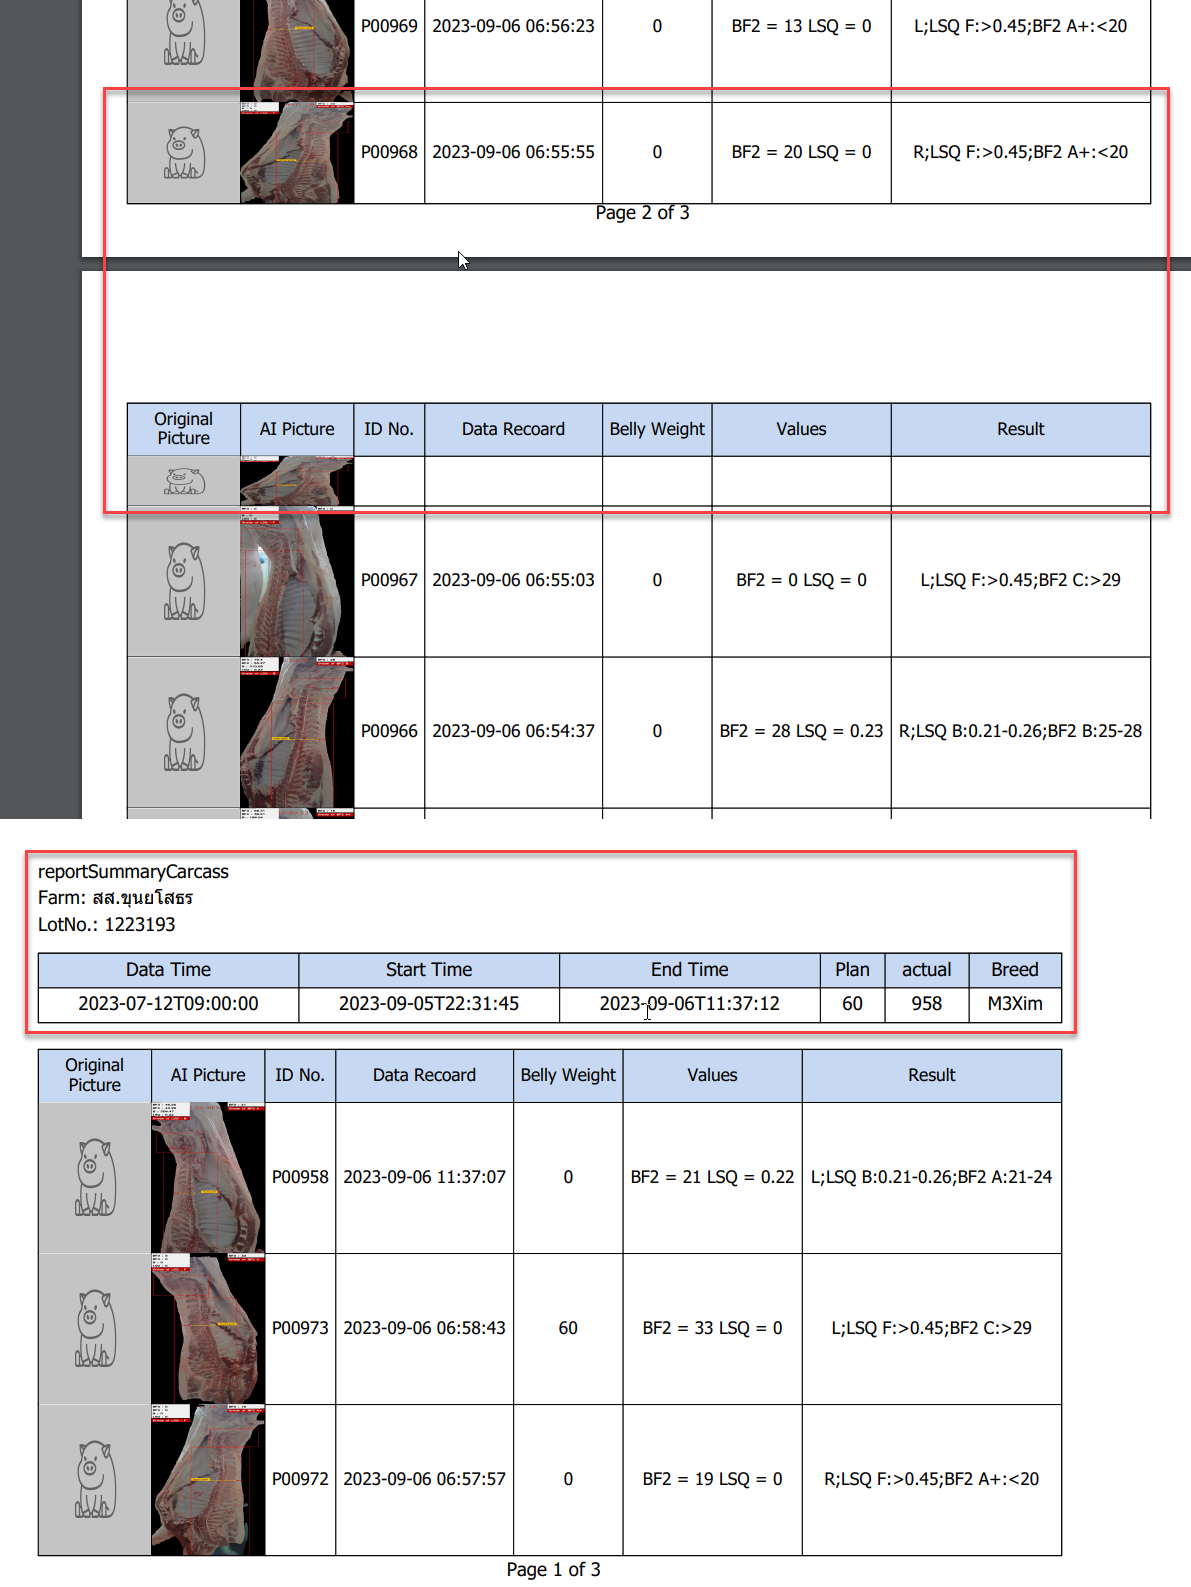 P00969 2023-09-06 06:56:23 0 BF2 = 13 LSQ = 0 L;LSQ F:>0.45;BF2 A+:<20
P00968 2023-09-06 06:55:55 0 BF2 = 20 LSQ = 0 R;LSQ F:>0.45;BF2 A+:<20
Page 2 of 3
Original Picture AI Picture ID No. Data Recoard Belly Weight Values Result
P00967 2023-09-06 06:55:03 0 BF2 = 0 LSQ = 0 L;LSQ F:>0.45;BF2 C:>29
P00966 2023-09-06 06:54:37 0 BF2 = 28 LSQ = 0.23 R;LSQ B:0.21-0.26;BF2 B:25-28
reportSummaryCarcass
Farm: สส.ขุนยโสธร
LotNo.: 1223193
Data Time Start Time End Time Plan actual Breed
2023-07-12T09:00:00 2023-09-05T22:31:45 2023-09-06T11:37:12 60 958 M3Xim
Original Picture AI Picture ID No. Data Recoard Belly Weight Values Result
P00958 2023-09-06 11:37:07 0 BF2 = 21 LSQ = 0.22 L;LSQ B:0.21-0.26;BF2 A:21-24
P00973 2023-09-06 06:58:43 60 BF2 = 33 LSQ = 0 L;LSQ F:>0.45;BF2 C:>29
P00972 2023-09-06 06:57:57 0 BF2 = 19 LSQ = 0 R;LSQ F:>0.45;BF2 A+:<20
Page 1 of 3